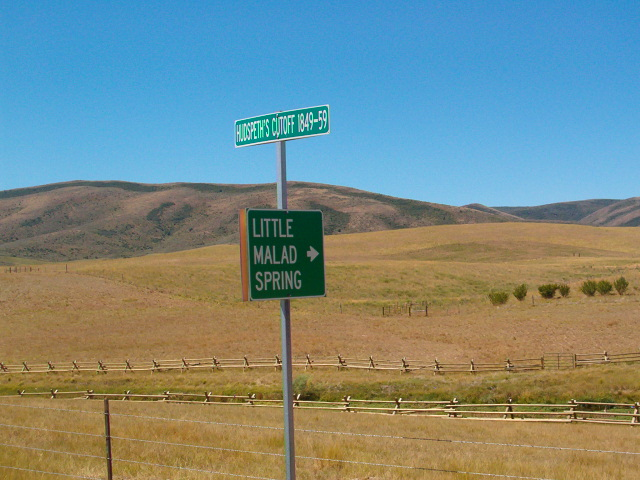 HUDSPETH'S CUTOFF 1849-59
LITTLE
MALAD
SPRING